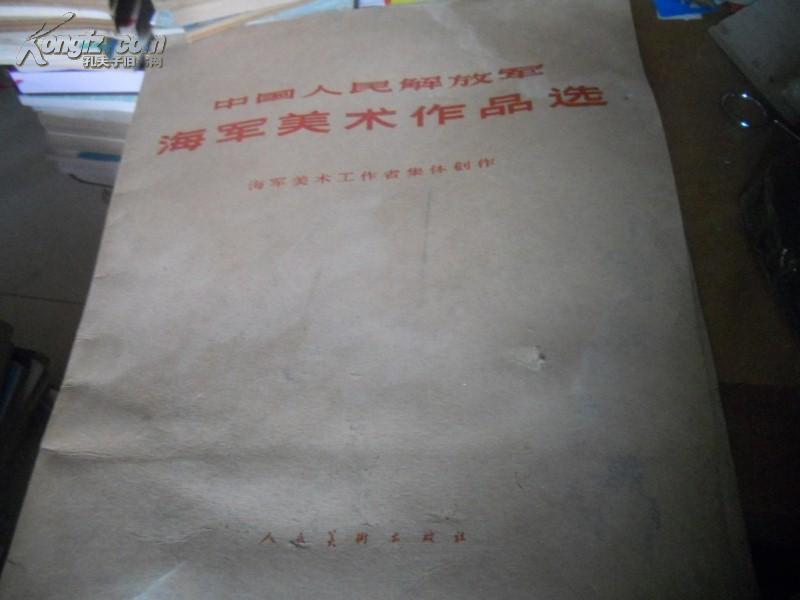 Kongfz.com
孔夫子旧书网
中国人民解放军
海军美术作品选
海军美术工作者集体创作
人民美術出版社